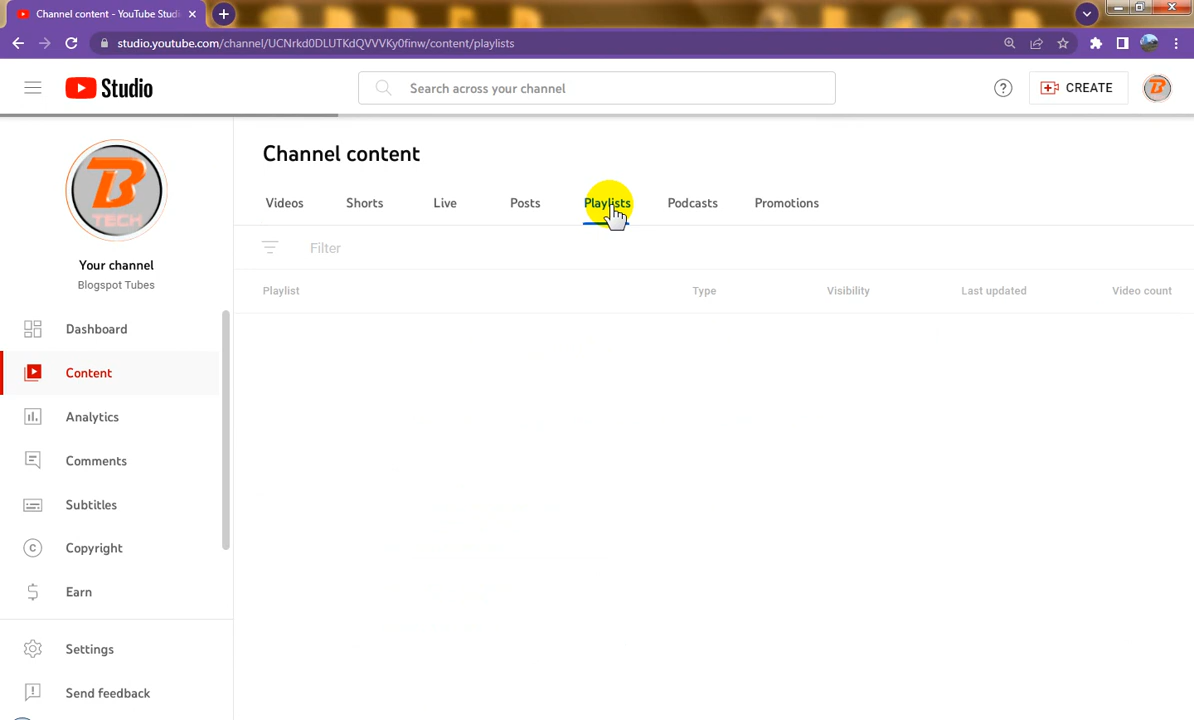 Channel content - YouTube Studi
studio.youtube.com/channel/UCNrkd0DLUTKdQVVVKy0finw/content/playlists
Studio
Search across your channel
CREATE
B
TECH
Your channel
Blogspot Tubes
Dashboard
Content
Analytics
Comments
Subtitles
Copyright
Earn
Settings
Send feedback
Channel content
Videos Shorts Live Posts Playlists Podcasts Promotions
Filter
Playlist Type Visibility Last updated Video count